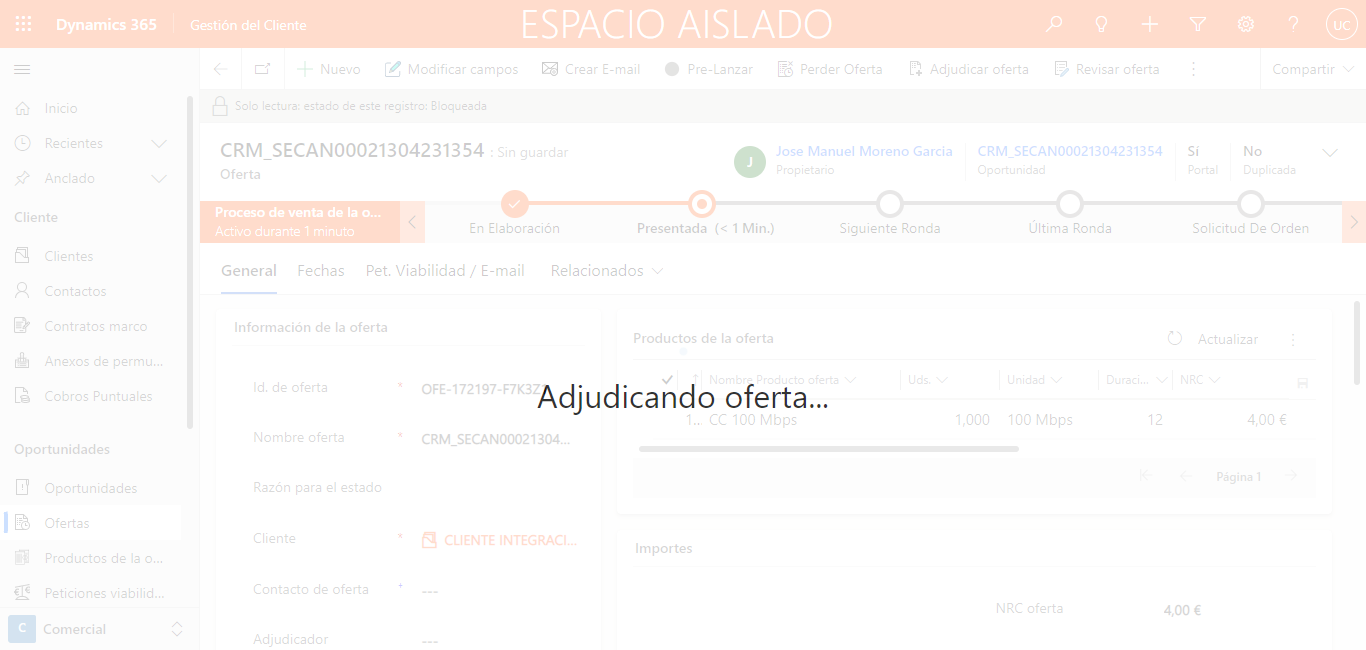 Dynamics 365
Gestión del Cliente
ESPACIO AISLADO
UC
Nuevo
Modificar campos
Crear E-mail
Pre-Lanzar
Perder Oferta
Adjudicar oferta
Revisar oferta
Compartir
Inicio
Recientes
Anclado
Cliente
Clientes
Contactos
Contratos marco
Anexos de permu...
Cobros Puntuales
Oportunidades
Oportunidades
Ofertas
Productos de la o...
Peticiones viabilid...
C
Comercial
Solo lectura: estado de este registro: Bloqueada
CRM_SECAN00021304231354 : Sin guardar
Oferta
J
Jose Manuel Moreno Garcia
Propietario
CRM_SECAN00021304231354
Oportunidad
Sí
Portal
No
Duplicada
Proceso de venta de la o...
Activo durante 1 minuto
En Elaboración
Presentada (< 1 Min.)
Siguiente Ronda
Última Ronda
Solicitud De Orden
General
Fechas
Pet. Viabilidad / E-mail
Relacionados
Información de la oferta
Id. de oferta * OFE-172197-F7K3Z
Nombre oferta * CRM_SECAN00021304...
Razón para el estado
Cliente * CLIENTE INTEGRACI...
Contacto de oferta + ---
Adjudicador ---
Adjudicando oferta...
Productos de la oferta
Actualizar
Nombre Producto oferta Uds. Unidad Duraci... NRC
1.. CC 100 Mbps 1,000 100 Mbps 12 4,00 €
Página 1
Importes
NRC oferta 4,00 €